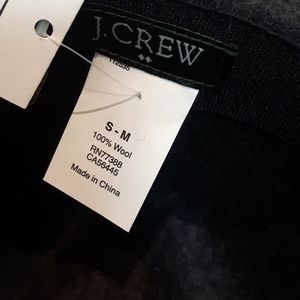 J.CREW
S - M
100% Wool
RN77388
CA56445
Made in China